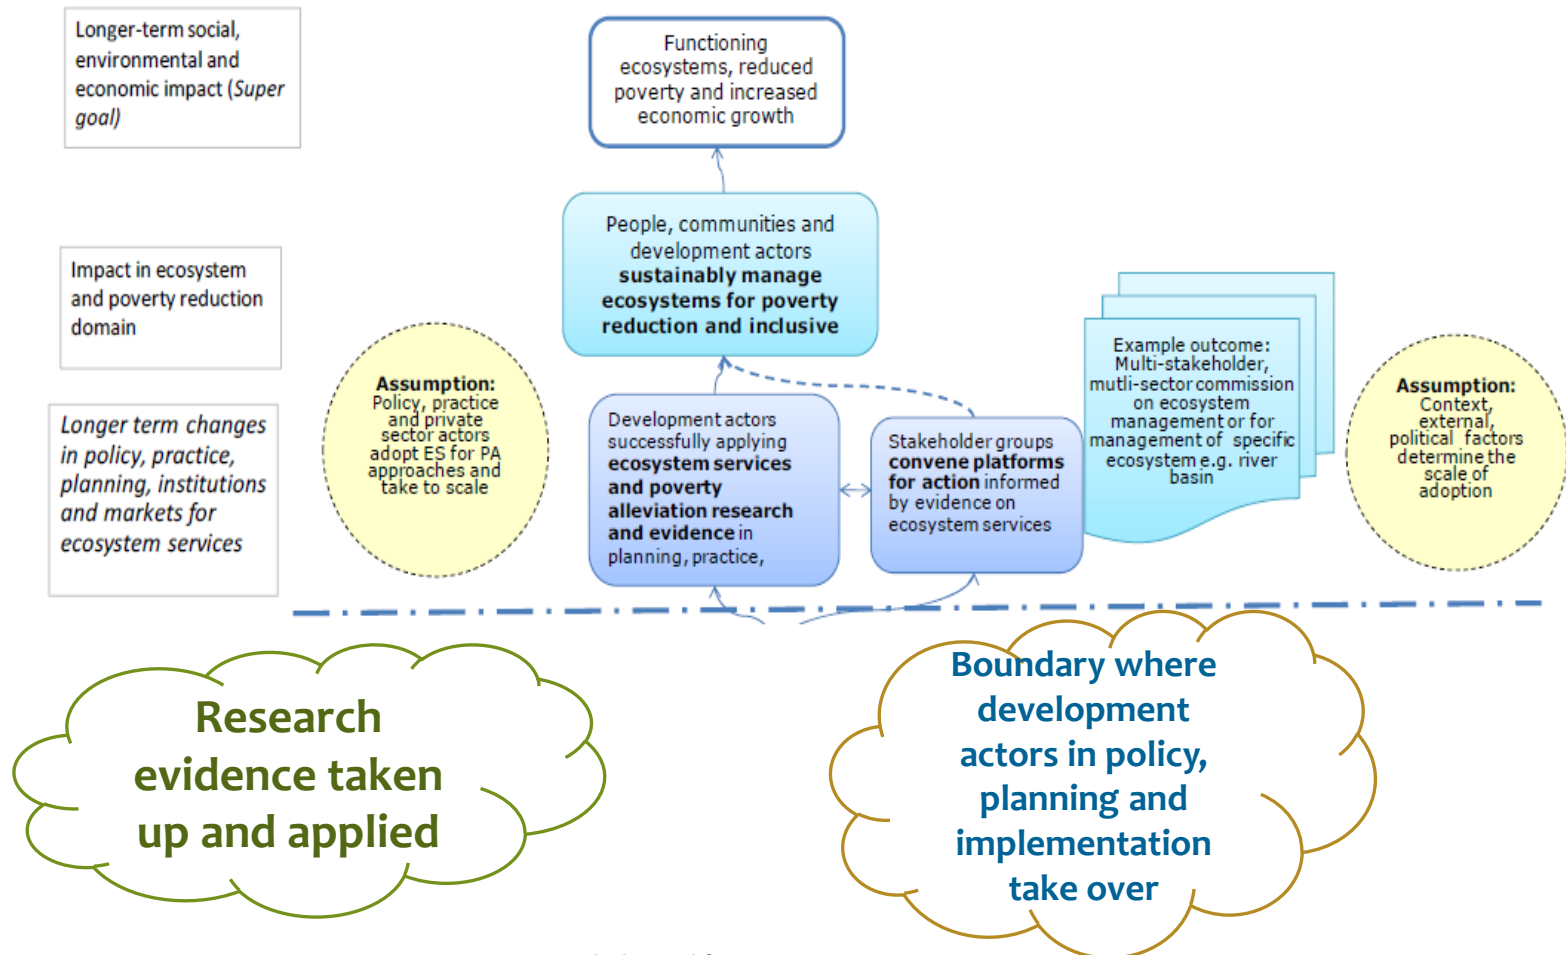 Longer-term social,
environmental and
economic impact (Super
goal)
Functioning
ecosystems, reduced
poverty and increased
economic growth
People, communities and
development actors
sustainably manage
ecosystems for poverty
reduction and inclusive
Impact in ecosystem
and poverty reduction
domain
Longer term changes
in policy, practice,
planning, institutions
and markets for
ecosystem services
Assumption:
Policy, practice
and private
sector actors
adopt ES for PA
approaches and
take to scale
Development actors
successfully applying
ecosystem services
and poverty
alleviation research
and evidence in
planning, practice,
Stakeholder groups
convene platforms
for action informed
by evidence on
ecosystem services
Example outcome:
Multi-stakeholder,
mutli-sector commission
on ecosystem
management or for
management of specific
ecosystem e.g. river
basin
Assumption:
Context,
external,
political factors
determine the
scale of
adoption
Research
evidence taken
up and applied
Boundary where
development
actors in policy,
planning and
implementation
take over